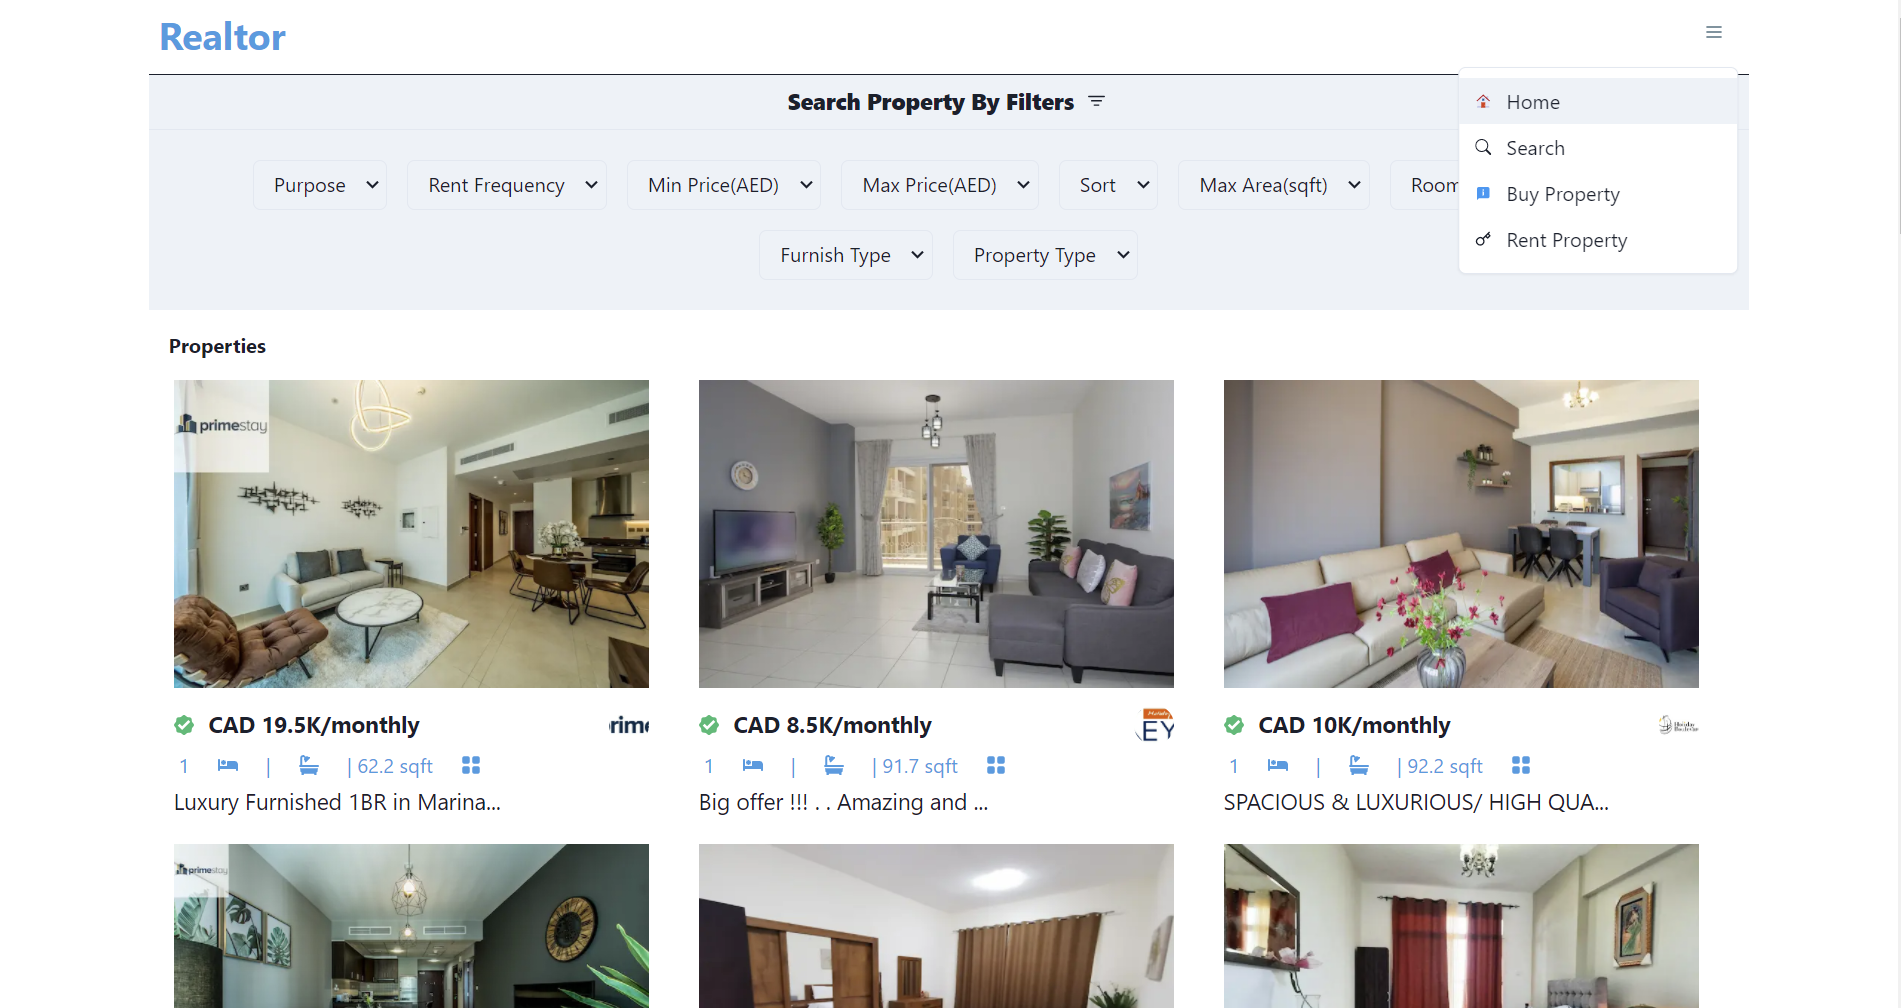 Realtor
Search Property By Filters
Home
Search
Buy Property
Rent Property
Purpose
Rent Frequency
Min Price(AED)
Max Price(AED)
Sort
Max Area(sqft)
Room
Furnish Type
Property Type
Properties
primestay
CAD 19.5K/monthly
rime
1 | | 62.2 sqft
Luxury Furnished 1BR in Marina...
CAD 8.5K/monthly
EY
1 | | 91.7 sqft
Big offer !!! . . Amazing and ...
CAD 10K/monthly
1 | | 92.2 sqft
SPACIOUS & LUXURIOUS/ HIGH QUA...
primestay